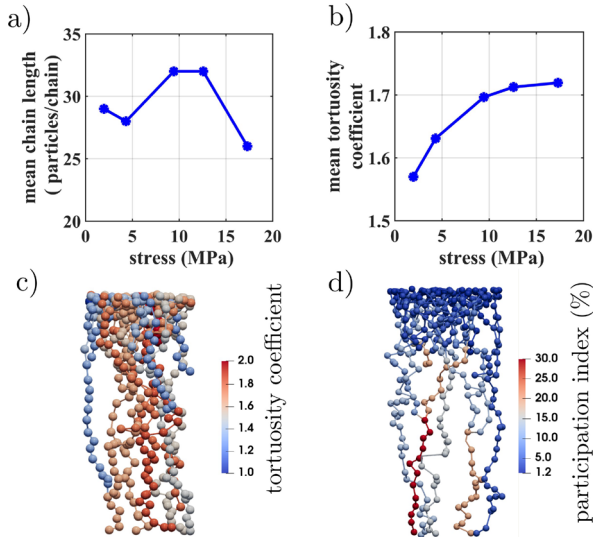 a)
35
30
25
20
mean chain length
( particles/chain)
0
5
10
15
20
stress (MPa)
b)
1.8
1.7
1.6
1.5
mean tortuosity
coefficient
0
5
10
15
20
stress (MPa)
c)
2.0
1.8
1.6
1.4
1.2
1.0
tortuosity coefficient
d)
30.0
25.0
20.0
15.0
10.0
5.0
1.2
participation index (%)